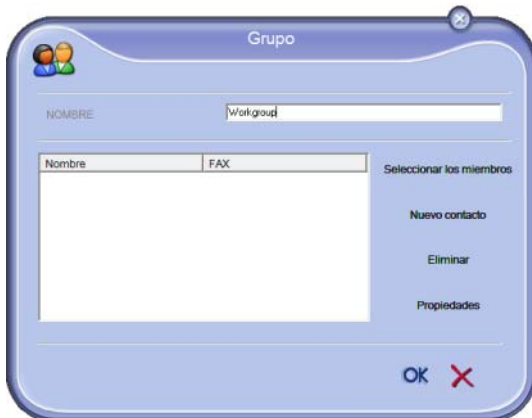 Grupo
NOMBRE
Workgroup
Nombre FAX
Seleccionar los miembros
Nuevo contacto
Eliminar
Propiedades
OK